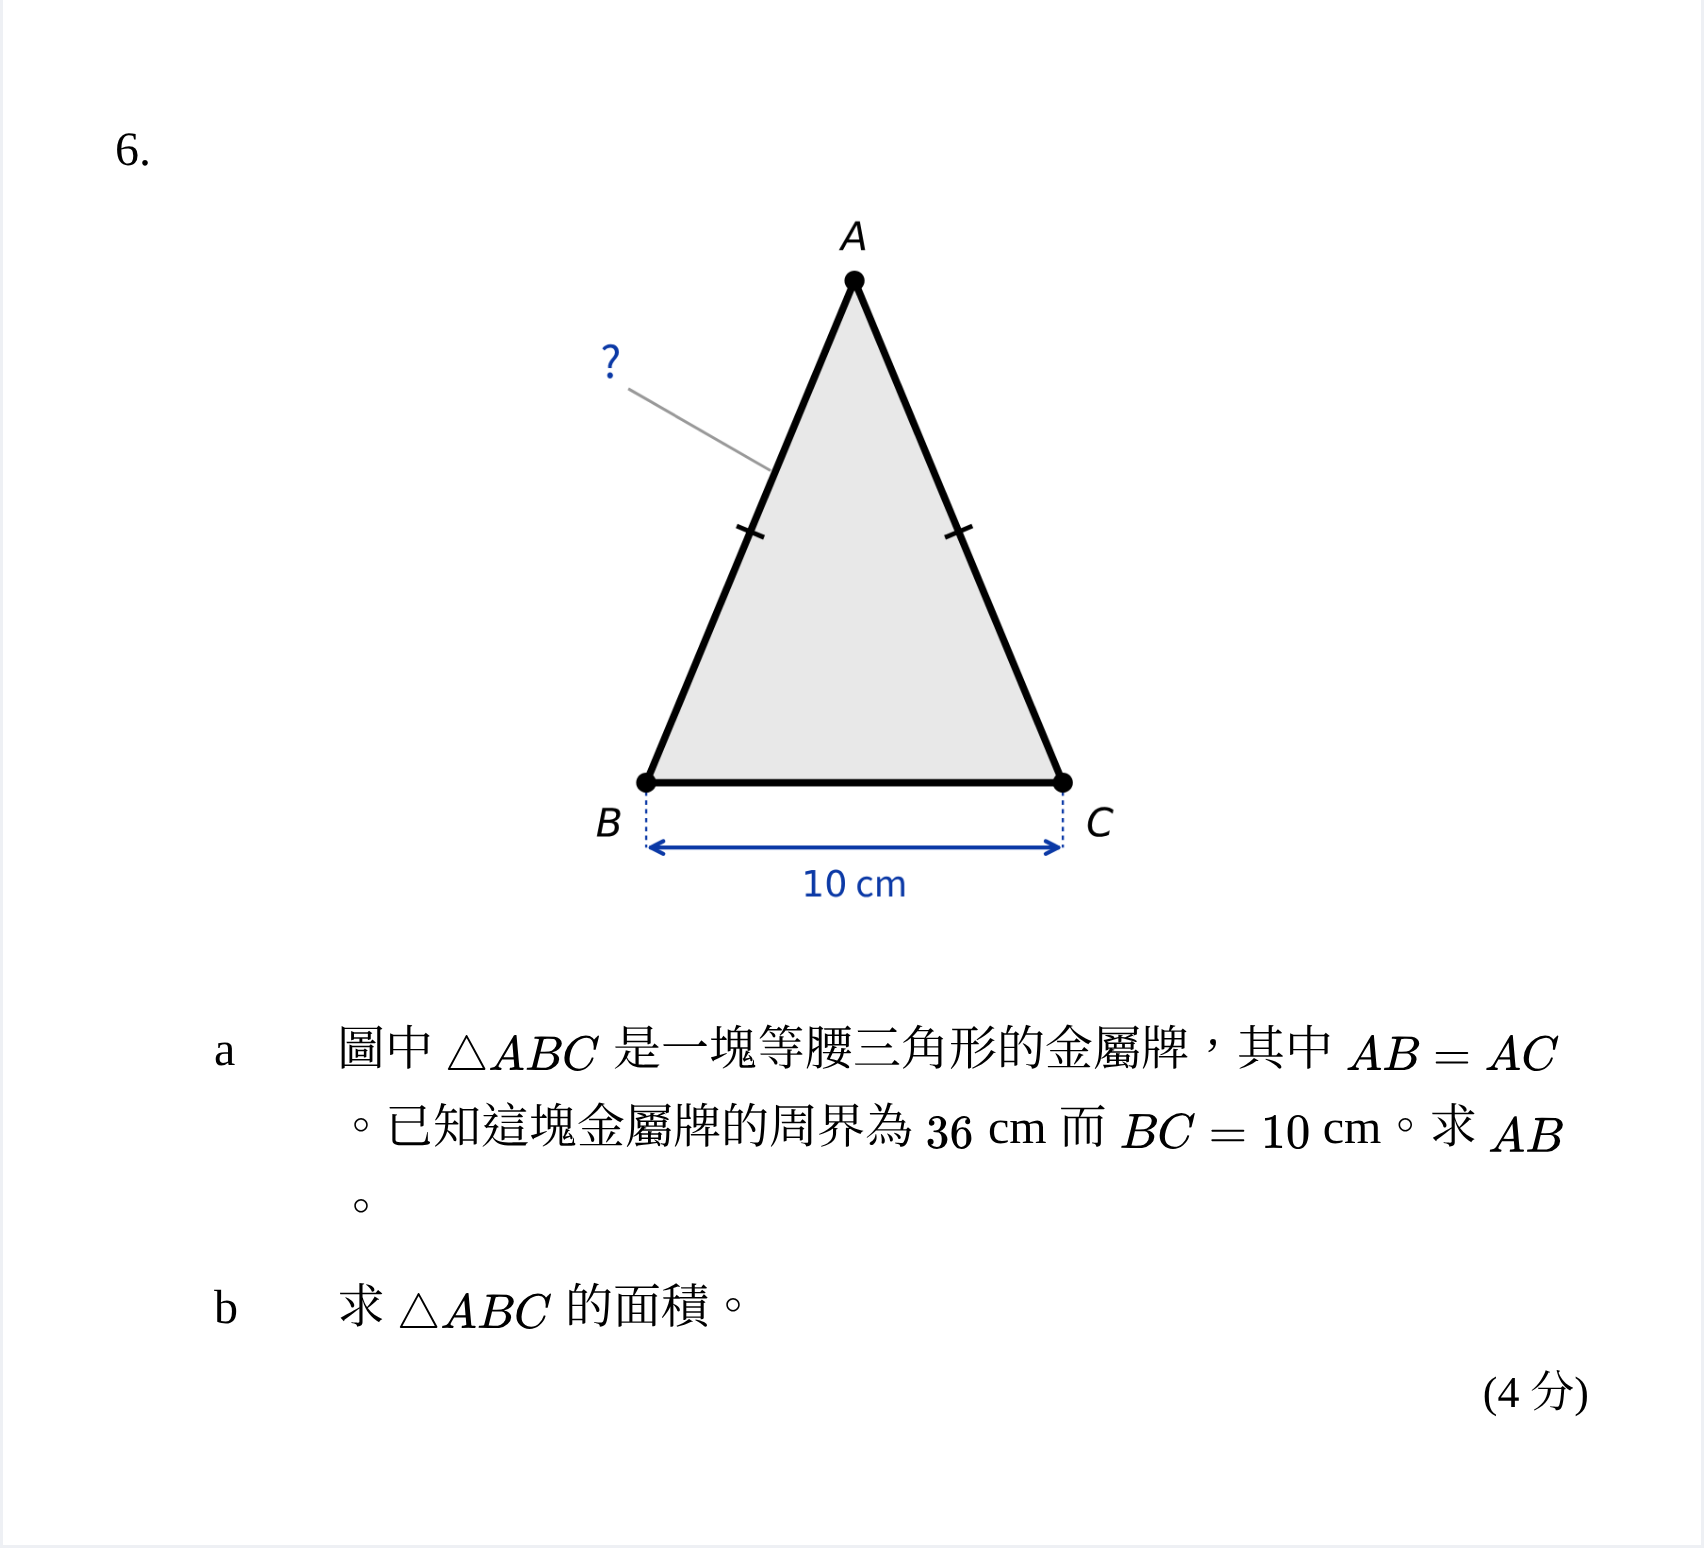 6.
A
?
B
C
10 cm
a 圖中 △ABC 是一塊等腰三角形的金屬牌，其中 AB = AC
。已知這塊金屬牌的周界為 36 cm 而 BC = 10 cm。求 AB
。
b 求 △ABC 的面積。
(4 分)